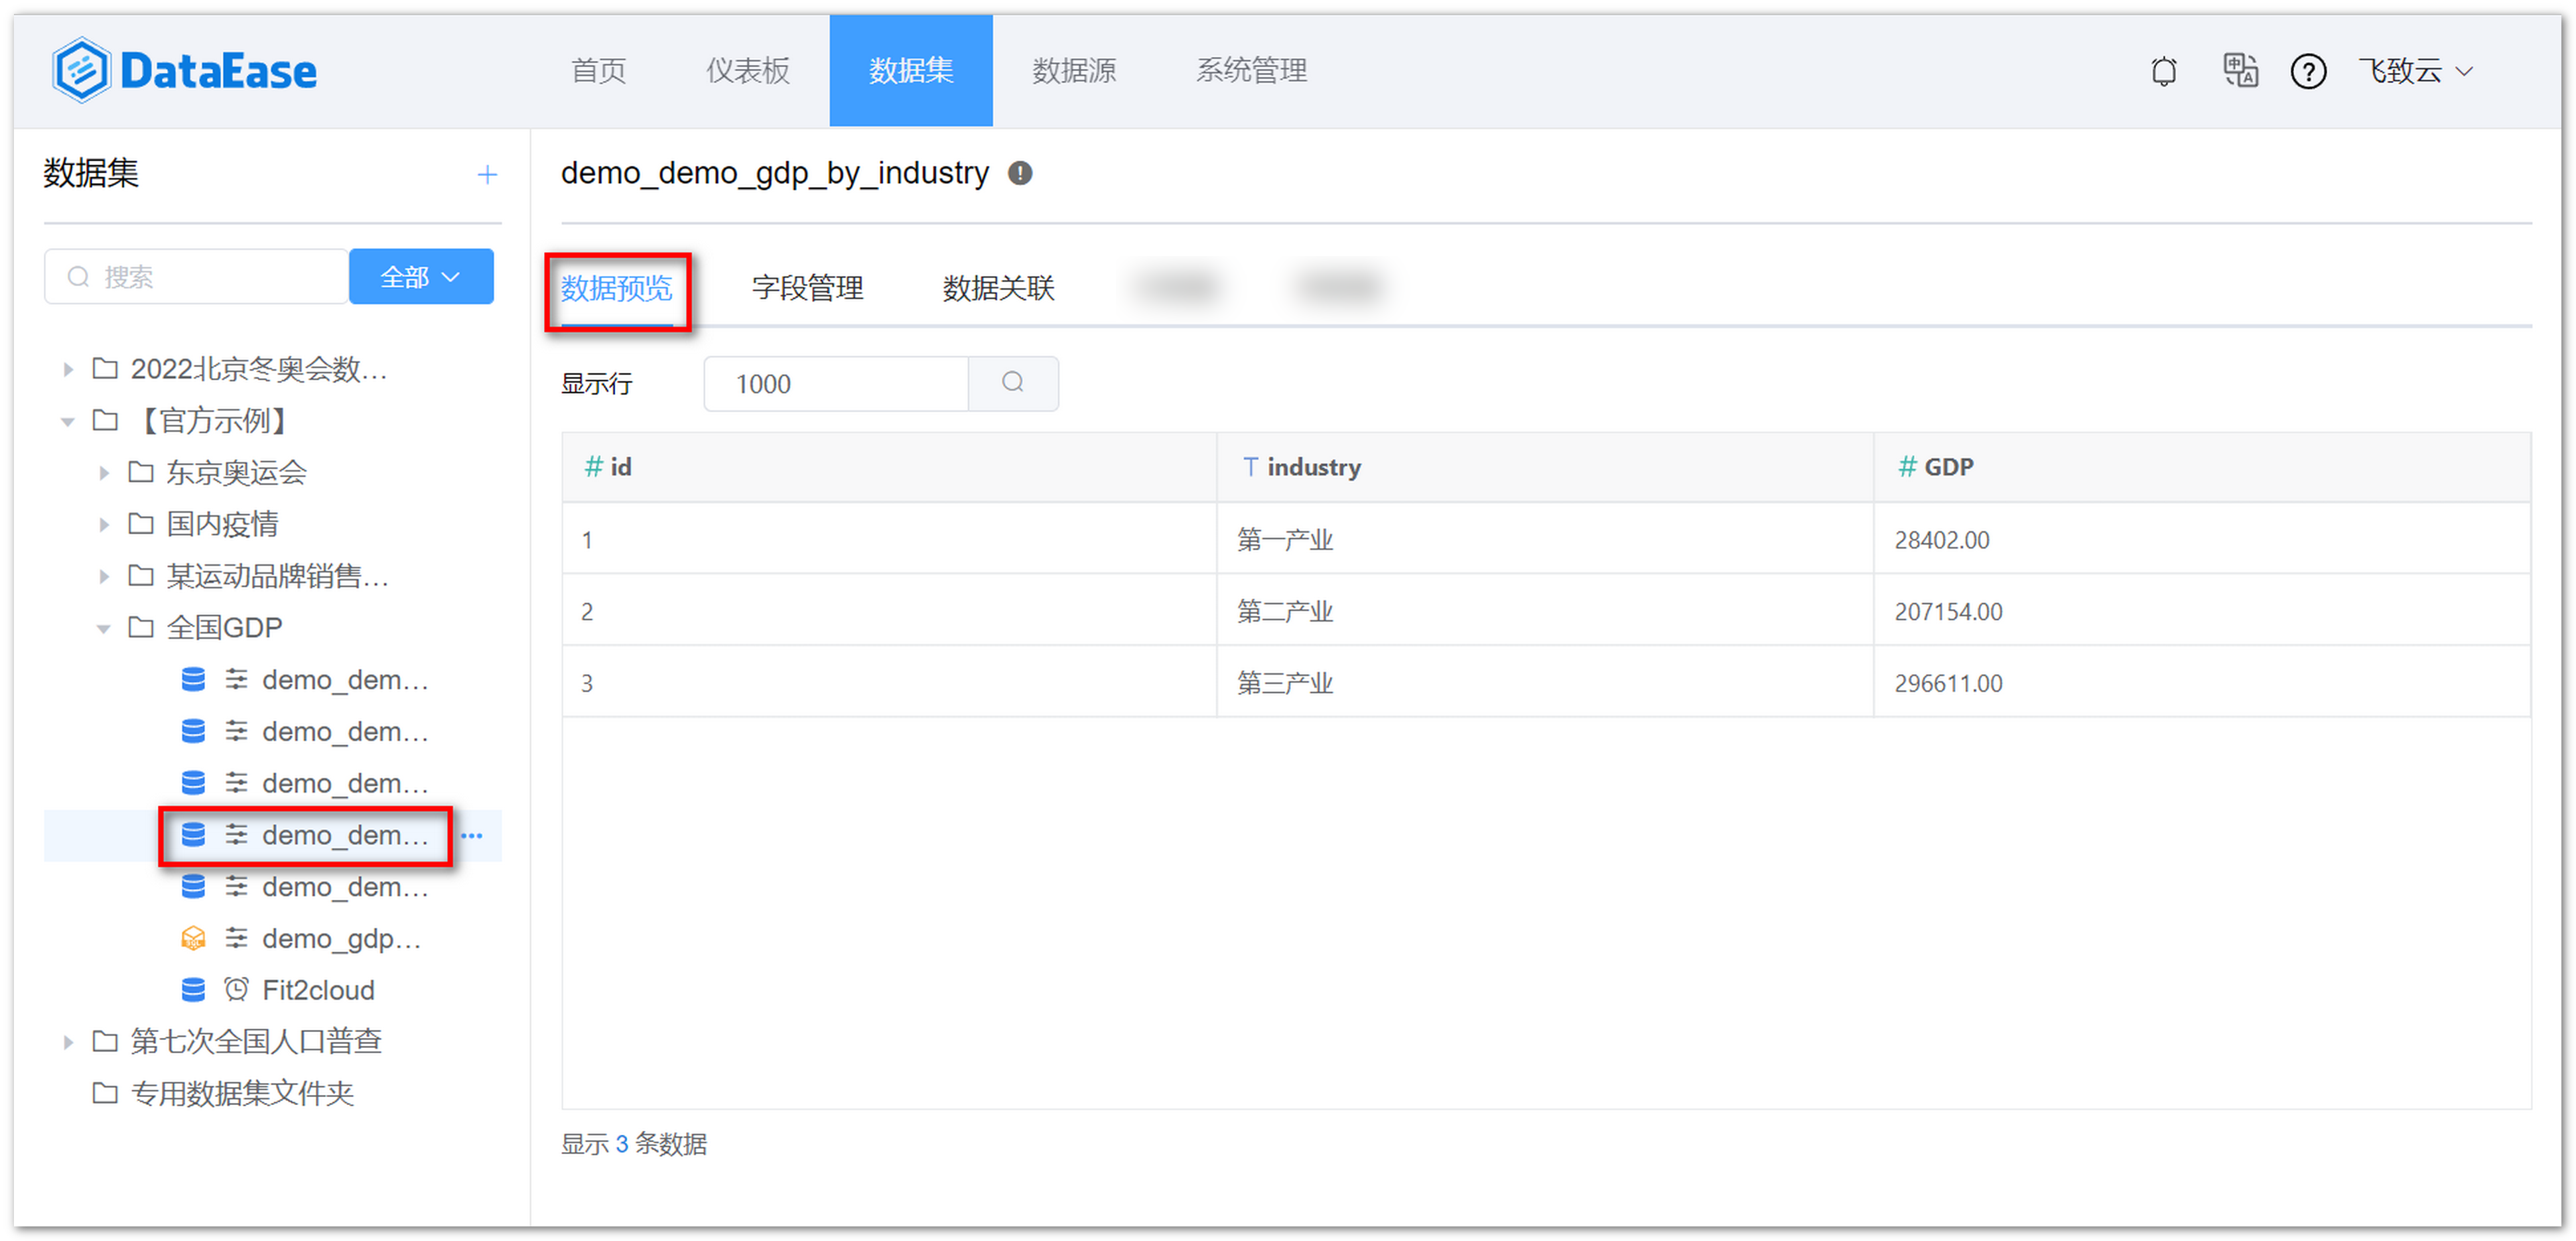 DataEase 首页 仪表板 数据集 数据源 系统管理 飞致云
数据集
搜索 全部
2022北京冬奥会数...
【官方示例】
东京奥运会
国内疫情
某运动品牌销售...
全国GDP
demo_dem...
demo_dem...
demo_dem...
demo_dem...
demo_dem...
demo_gdp...
Fit2cloud
第七次全国人口普查
专用数据集文件夹
demo_demo_gdp_by_industry
数据预览 字段管理 数据关联
显示行 1000
# id T industry # GDP
1 第一产业 28402.00
2 第二产业 207154.00
3 第三产业 296611.00
显示 3 条数据